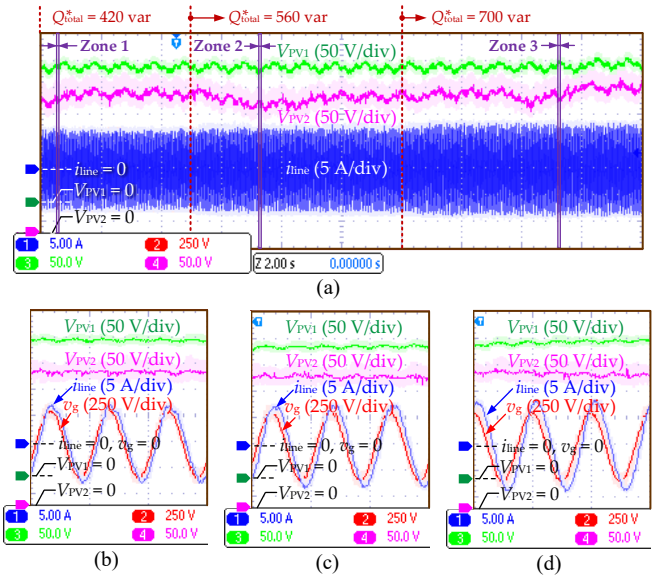 Q*total = 420 var Q*total = 560 var Q*total = 700 var
Zone 1 Zone 2 VPV1 (50 V/div) Zone 3
VPV2 (50 V/div)
iline = 0 iline (5 A/div)
VPV1 = 0
VPV2 = 0
1 5.00 A 2 250 V
3 50.0 V 4 50.0 V
Z 2.00 s 0.00000 s
(a)
VPV1 (50 V/div)
VPV2 (50 V/div)
iline (5 A/div)
vg (250 V/div)
iline = 0, vg = 0
VPV1 = 0
VPV2 = 0
1 5.00 A 2 250 V
3 50.0 V 4 50.0 V
(b)
VPV1 (50 V/div)
VPV2 (50 V/div)
iline (5 A/div)
vg (250 V/div)
iline = 0, vg = 0
VPV1 = 0
VPV2 = 0
1 5.00 A 2 250 V
3 50.0 V 4 50.0 V
(c)
VPV1 (50 V/div)
VPV2 (50 V/div)
iline (5 A/div)
vg (250 V/div)
iline = 0, vg = 0
VPV1 = 0
VPV2 = 0
1 5.00 A 2 250 V
3 50.0 V 4 50.0 V
(d)